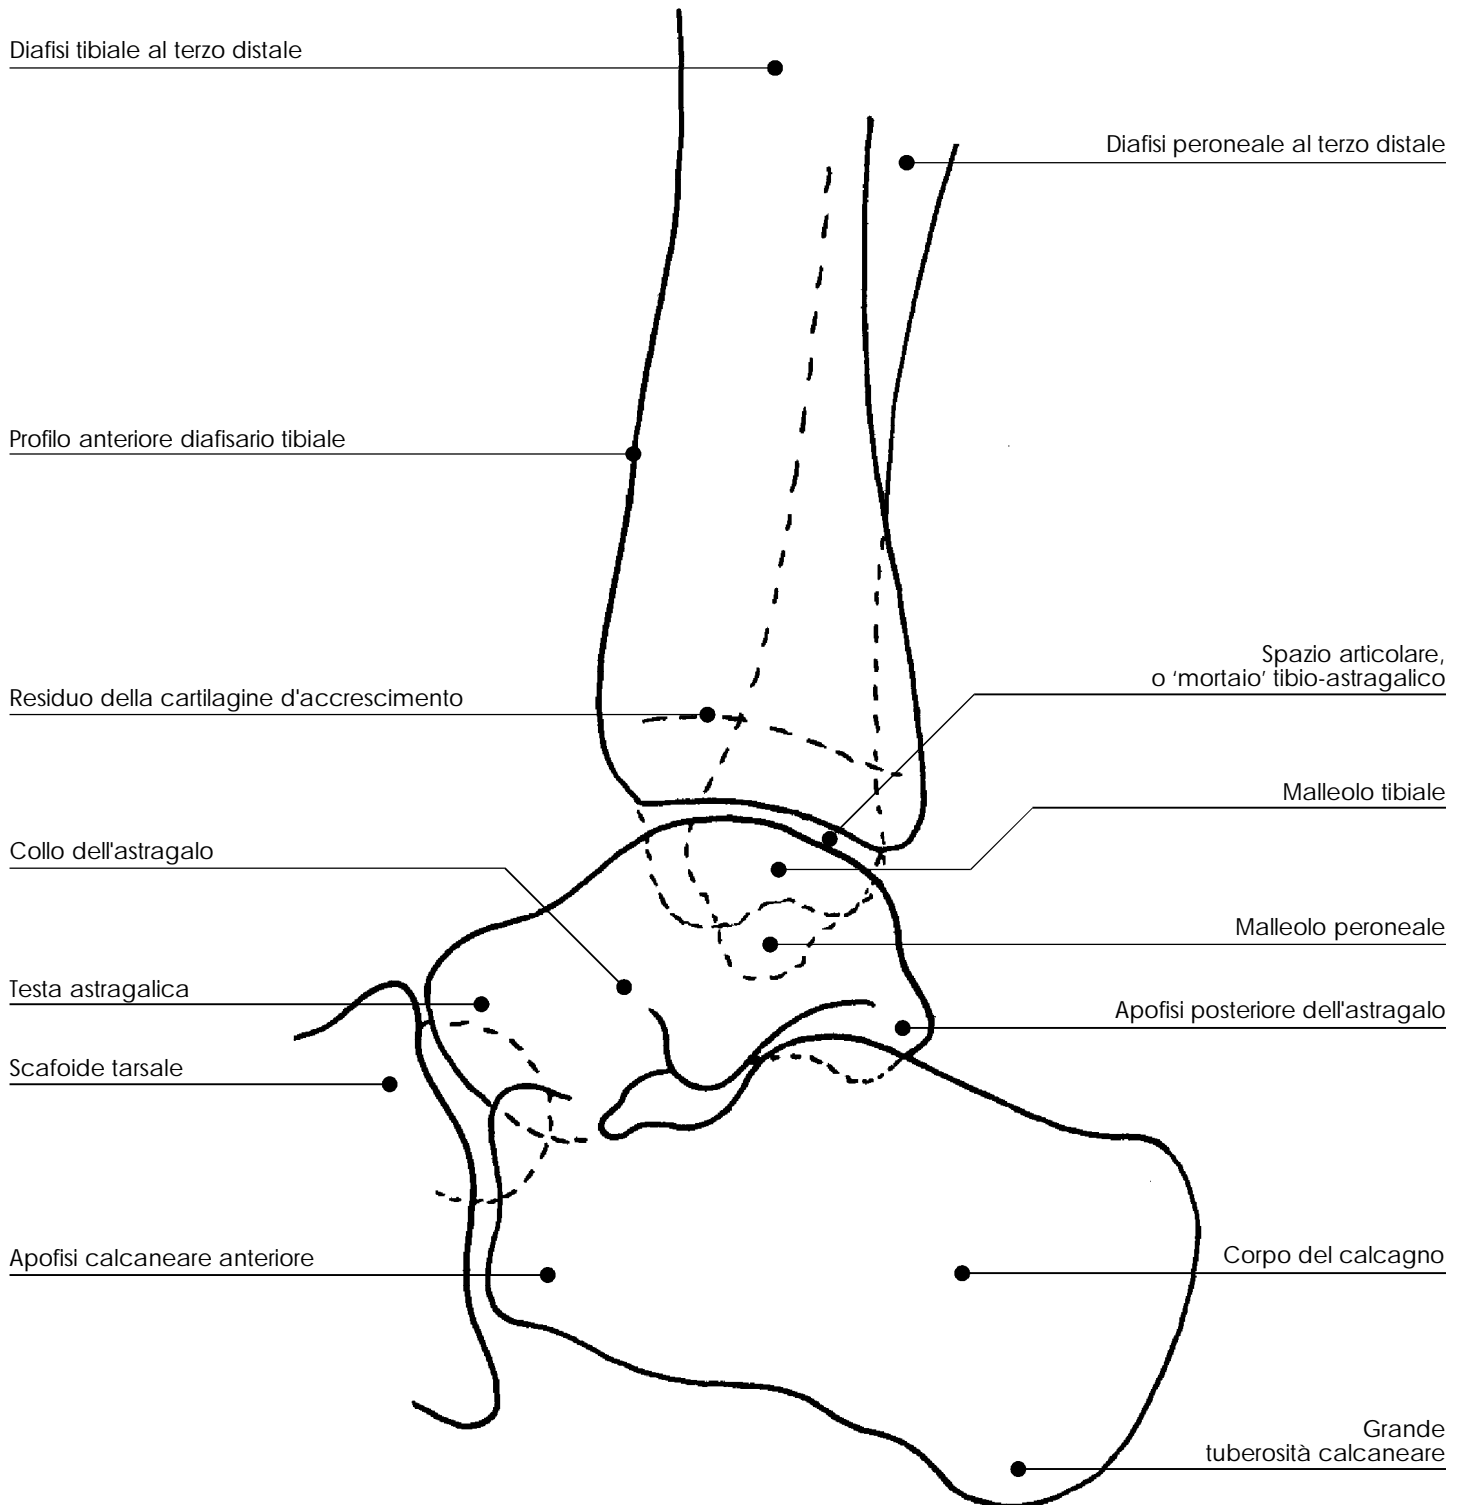 Diafisi tibiale al terzo distale
Diafisi peroneale al terzo distale
Profilo anteriore diafisario tibiale
Spazio articolare,
o ‘mortaio’ tibio-astragalico
Residuo della cartilagine d'accrescimento
Malleolo tibiale
Collo dell'astragalo
Malleolo peroneale
Testa astragalica
Apofisi posteriore dell'astragalo
Scafoide tarsale
Apofisi calcaneare anteriore
Corpo del calcagno
Grande
tuberosità calcaneare